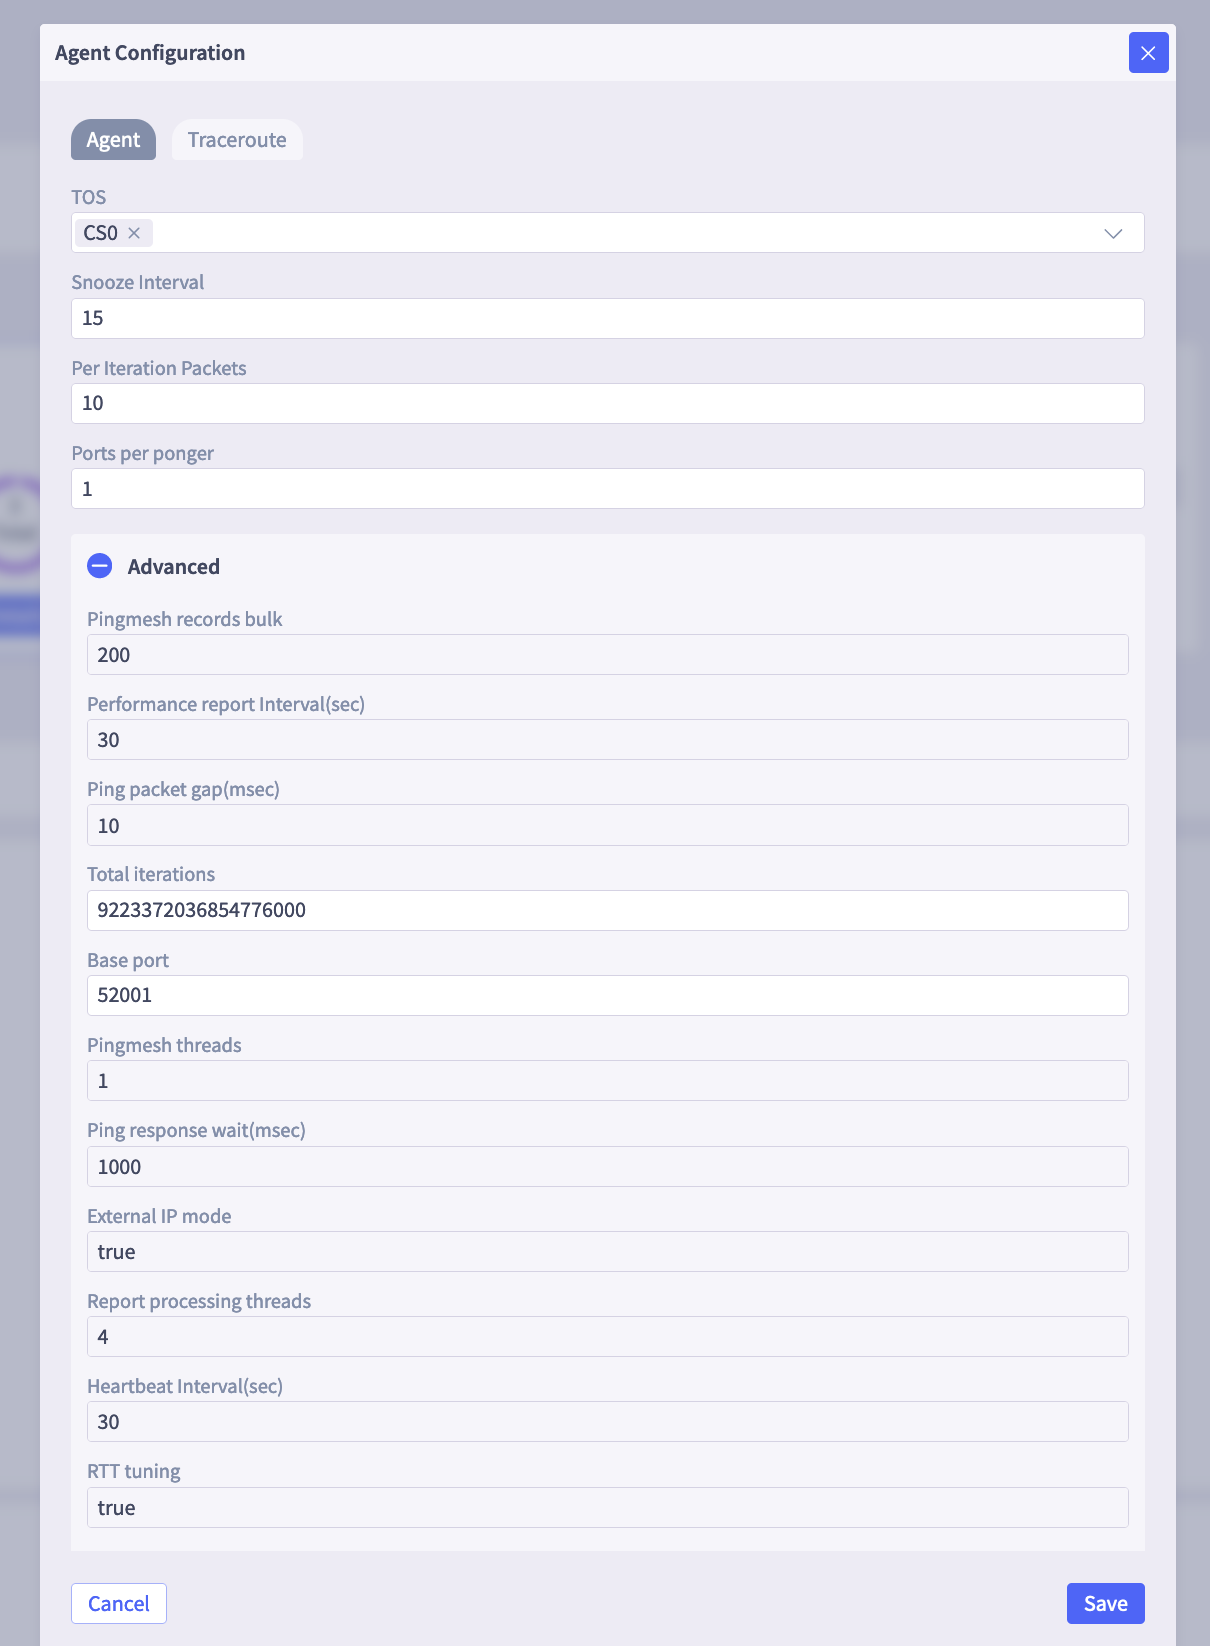 Agent Configuration
Agent
Traceroute
TOS
CS0
Snooze Interval
15
Per Iteration Packets
10
Ports per ponger
1
Advanced
Pingmesh records bulk
200
Performance report Interval(sec)
30
Ping packet gap(msec)
10
Total iterations
9223372036854776000
Base port
52001
Pingmesh threads
1
Ping response wait(msec)
1000
External IP mode
true
Report processing threads
4
Heartbeat Interval(sec)
30
RTT tuning
true
Cancel
Save